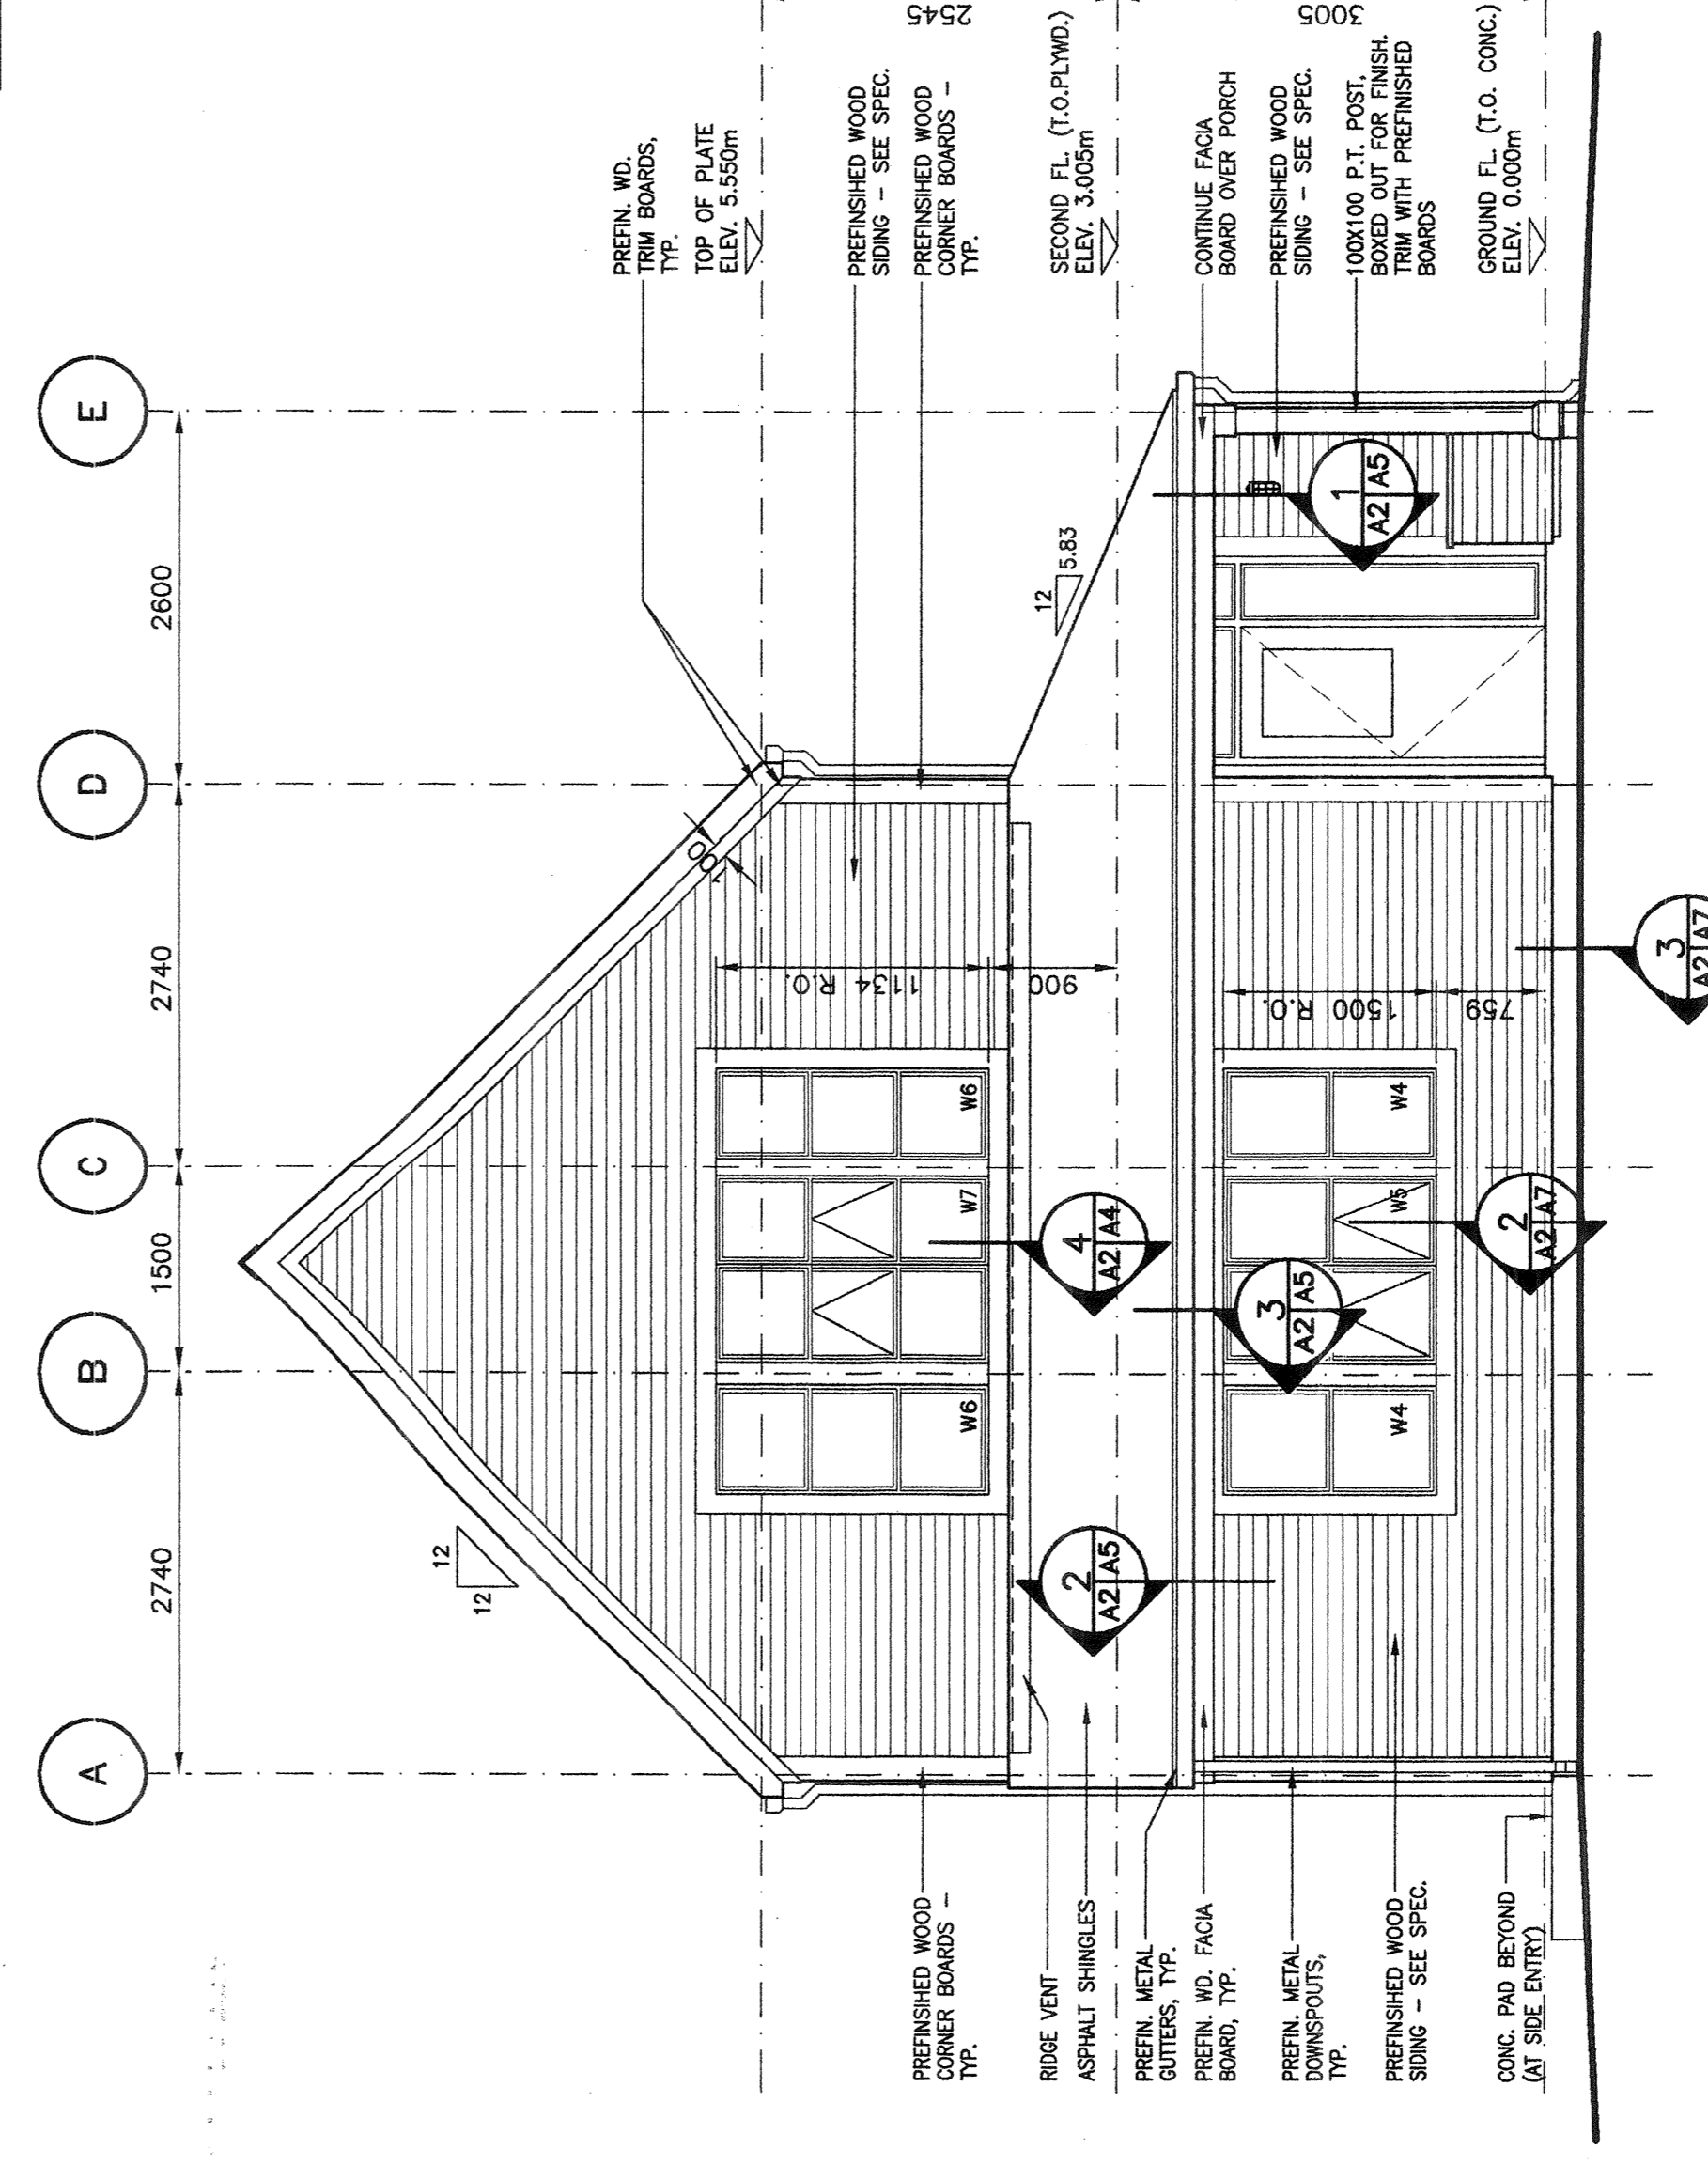 A
B
C
D
E
2740
1500
2740
2600
12
12
PREFIN. WD.
TRIM BOARDS,
TYP.
TOP OF PLATE
ELEV. 5.550m
100
2545
PREFINSIHED WOOD
SIDING – SEE SPEC.
PREFINSIHED WOOD
CORNER BOARDS –
TYP.
1134 R.O.
900
W6
W7
W6
SECOND FL. (T.O.PLYWD.)
ELEV. 3.005m
12
5.83
PREFINSIHED WOOD
CORNER BOARDS –
TYP.
RIDGE VENT
ASPHALT SHINGLES
PREFIN. METAL
GUTTERS, TYP.
PREFIN. WD. FACIA
BOARD, TYP.
PREFIN. METAL
DOWNSPOUTS,
TYP.
PREFINSIHED WOOD
SIDING – SEE SPEC.
CONC. PAD BEYOND
(AT SIDE ENTRY)
2
A2 A5
4
A2 A4
3
A2 A5
2
A2 A7
1
A2 A5
3
A2 A7
W4
W5
W4
1500 R.O.
759
3005
CONTINUE FACIA
BOARD OVER PORCH
PREFINSIHED WOOD
SIDING – SEE SPEC.
100X100 P.T. POST,
BOXED OUT FOR FINISH.
TRIM WITH PREFINISHED
BOARDS
GROUND FL. (T.O. CONC.)
ELEV. 0.000m